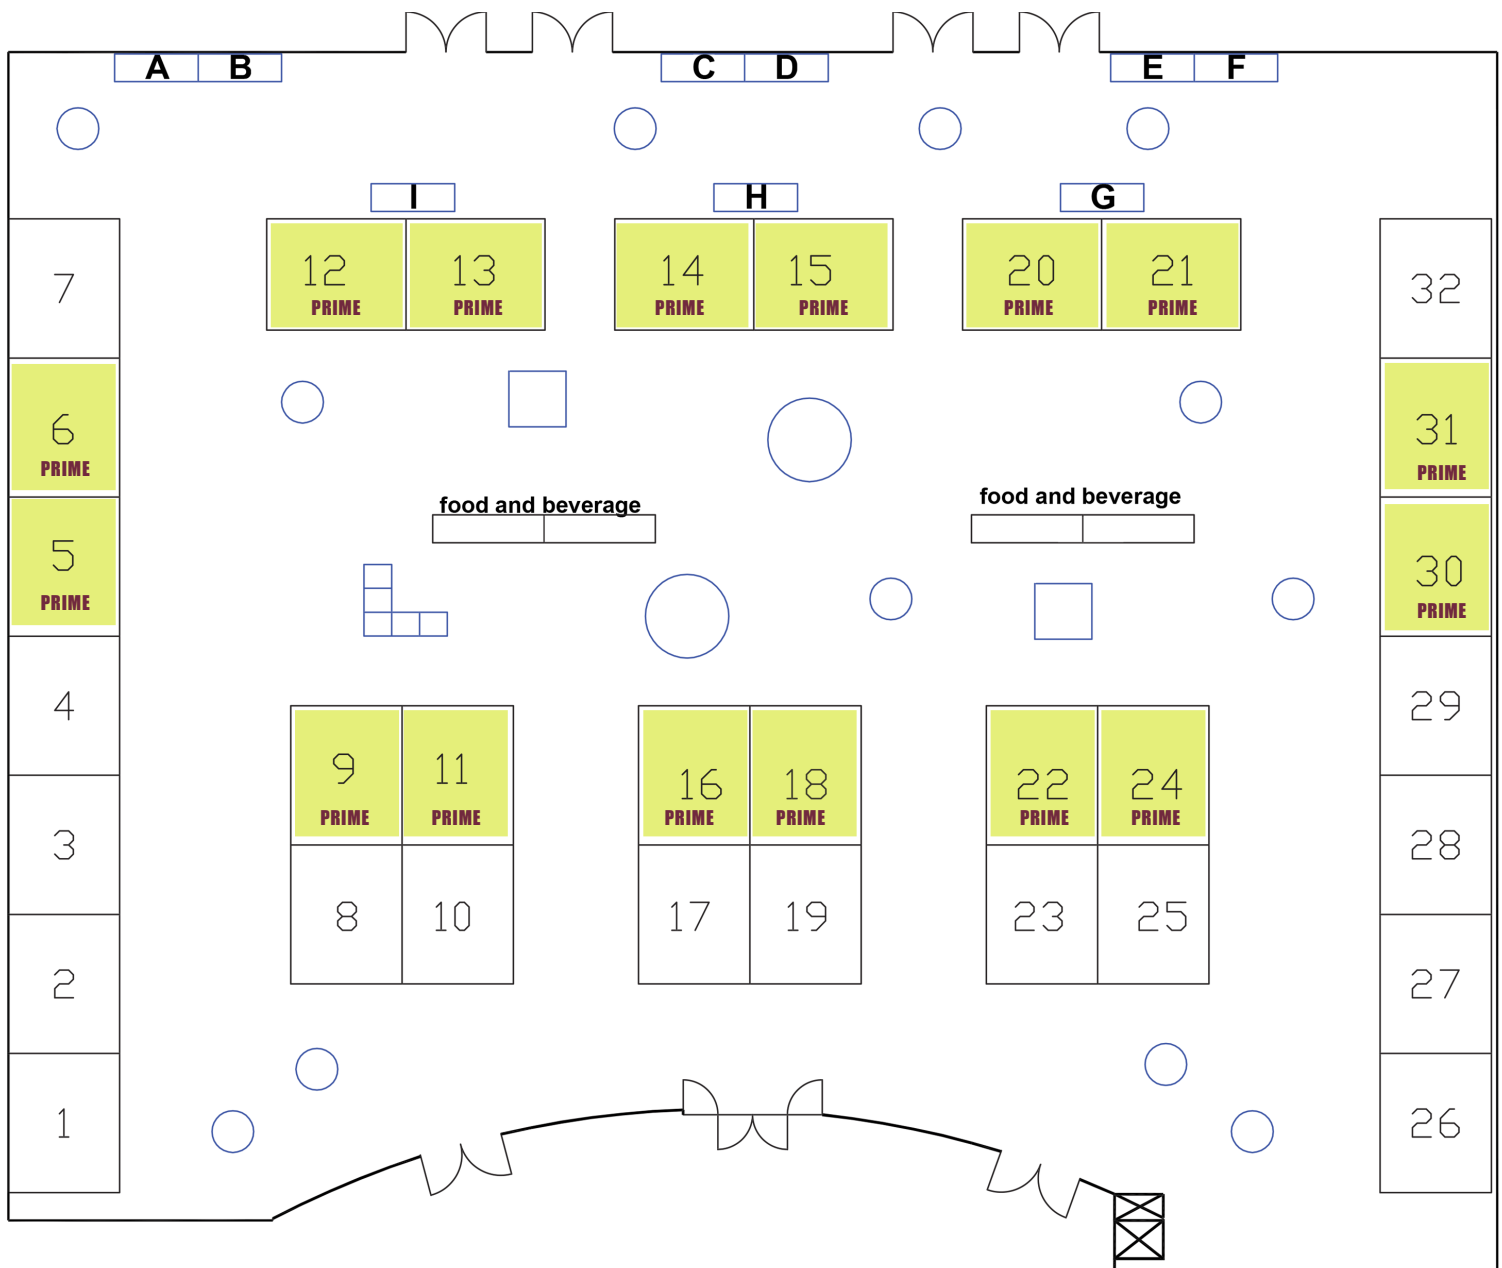 A B C D E F
I H G
12 13 14 15 20 21
PRIME PRIME PRIME PRIME PRIME PRIME
7 32
6 31
PRIME PRIME
food and beverage food and beverage
5 30
PRIME PRIME
4 29
9 11 16 18 22 24
PRIME PRIME PRIME PRIME PRIME PRIME
3 28
8 10 17 19 23 25
2 27
1 26